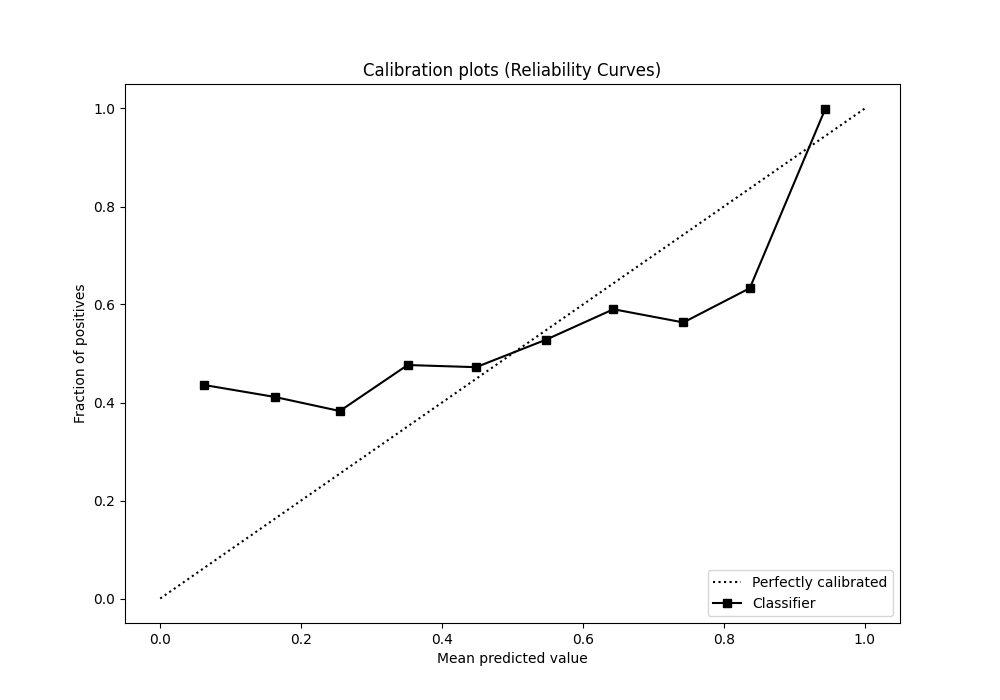 Calibration plots (Reliability Curves)
1.0
0.8
0.6
0.4
0.2
0.0
Fraction of positives
0.0 0.2 0.4 0.6 0.8 1.0
Mean predicted value
Perfectly calibrated
Classifier